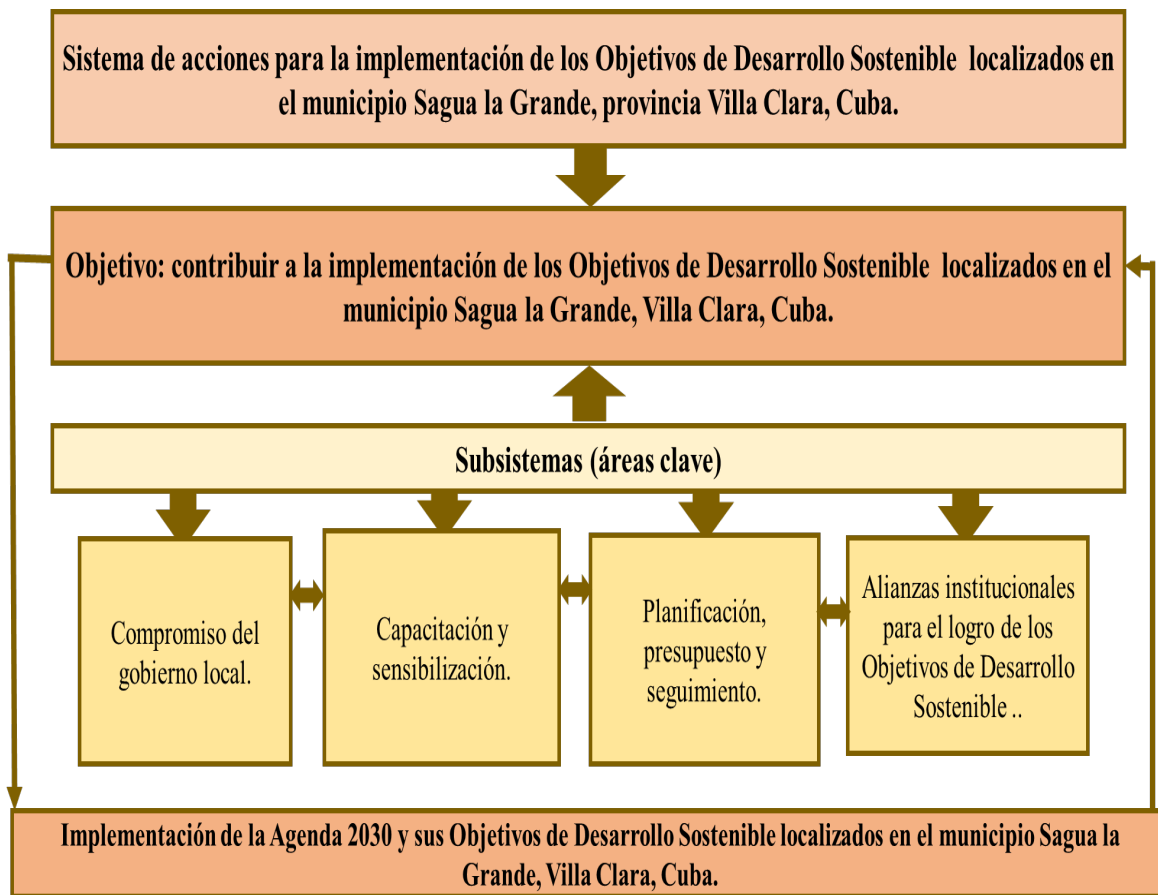 Sistema de acciones para la implementación de los Objetivos de Desarrollo Sostenible localizados en
el municipio Sagua la Grande, provincia Villa Clara, Cuba.
Objetivo: contribuir a la implementación de los Objetivos de Desarrollo Sostenible localizados en el
municipio Sagua la Grande, Villa Clara, Cuba.
Subsistemas (áreas clave)
Compromiso del
gobierno local.
Capacitación y
sensibilización.
Planificación,
presupuesto y
seguimiento.
Alianzas institucionales
para el logro de los
Objetivos de Desarrollo
Sostenible ..
Implementación de la Agenda 2030 y sus Objetivos de Desarrollo Sostenible localizados en el municipio Sagua la
Grande, Villa Clara, Cuba.